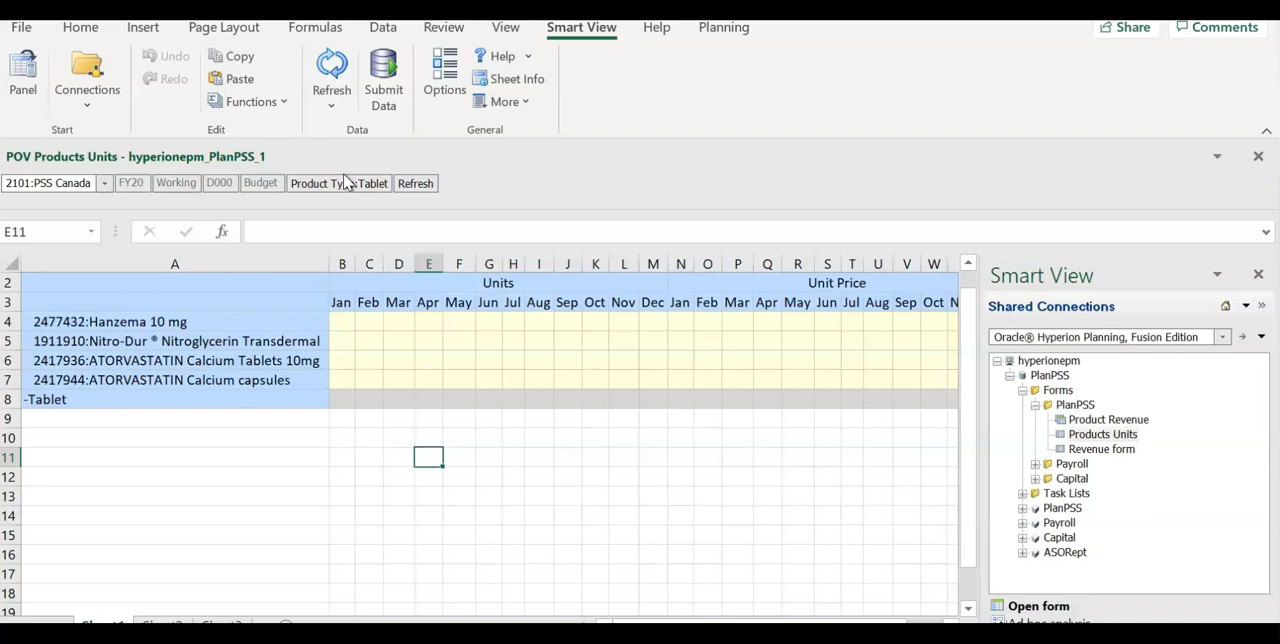 File Home Insert Page Layout Formulas Data Review View Smart View Help Planning Share Comments
Panel Connections Undo Redo Copy Paste Functions Refresh Submit Data Options Help Sheet Info More
Start Edit Data General
POV Products Units - hyperionepm_PlanPSS_1
2101:PSS Canada FY20 Working D000 Budget Product Ty Tablet Refresh
E11 fx
A B C D E F G H I J K L M N O P Q R S T U V W
2 Units Unit Price
3 Jan Feb Mar Apr May Jun Jul Aug Sep Oct Nov Dec Jan Feb Mar Apr May Jun Jul Aug Sep Oct N
4 2477432:Hanzema 10 mg
5 1911910:Nitro-Dur ® Nitroglycerin Transdermal
6 2417936:ATORVASTATIN Calcium Tablets 10mg
7 2417944:ATORVASTATIN Calcium capsules
8 -Tablet
9
10
11
12
13
14
15
16
17
18
19
Smart View
Shared Connections
Oracle® Hyperion Planning, Fusion Edition
hyperionepm
PlanPSS
Forms
PlanPSS
Product Revenue
Products Units
Revenue form
Payroll
Capital
Task Lists
PlanPSS
Payroll
Capital
ASORept
Open form